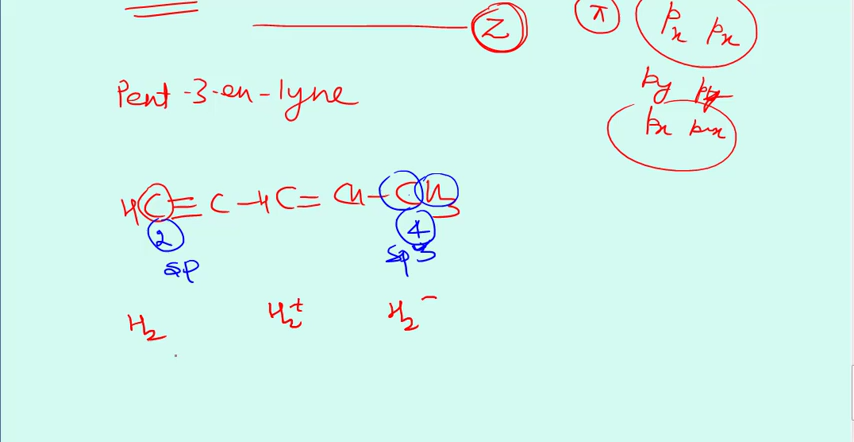 Z
π
px px
py py
px px
Pent-3-en-1yne
HC≡C-HC=CH-CH3
2
4
sp
sp3
H2 H2+ H2-